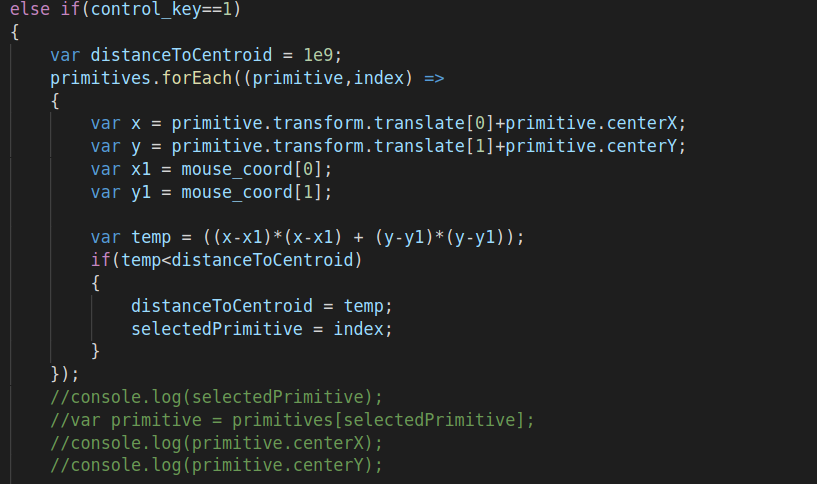 else if(control_key==1)
{
    var distanceToCentroid = 1e9;
    primitives.forEach((primitive,index) =>
    {
        var x = primitive.transform.translate[0]+primitive.centerX;
        var y = primitive.transform.translate[1]+primitive.centerY;
        var x1 = mouse_coord[0];
        var y1 = mouse_coord[1];

        var temp = ((x-x1)*(x-x1) + (y-y1)*(y-y1));
        if(temp<distanceToCentroid)
        {
            distanceToCentroid = temp;
            selectedPrimitive = index;
        }
    });
    //console.log(selectedPrimitive);
    //var primitive = primitives[selectedPrimitive];
    //console.log(primitive.centerX);
    //console.log(primitive.centerY);